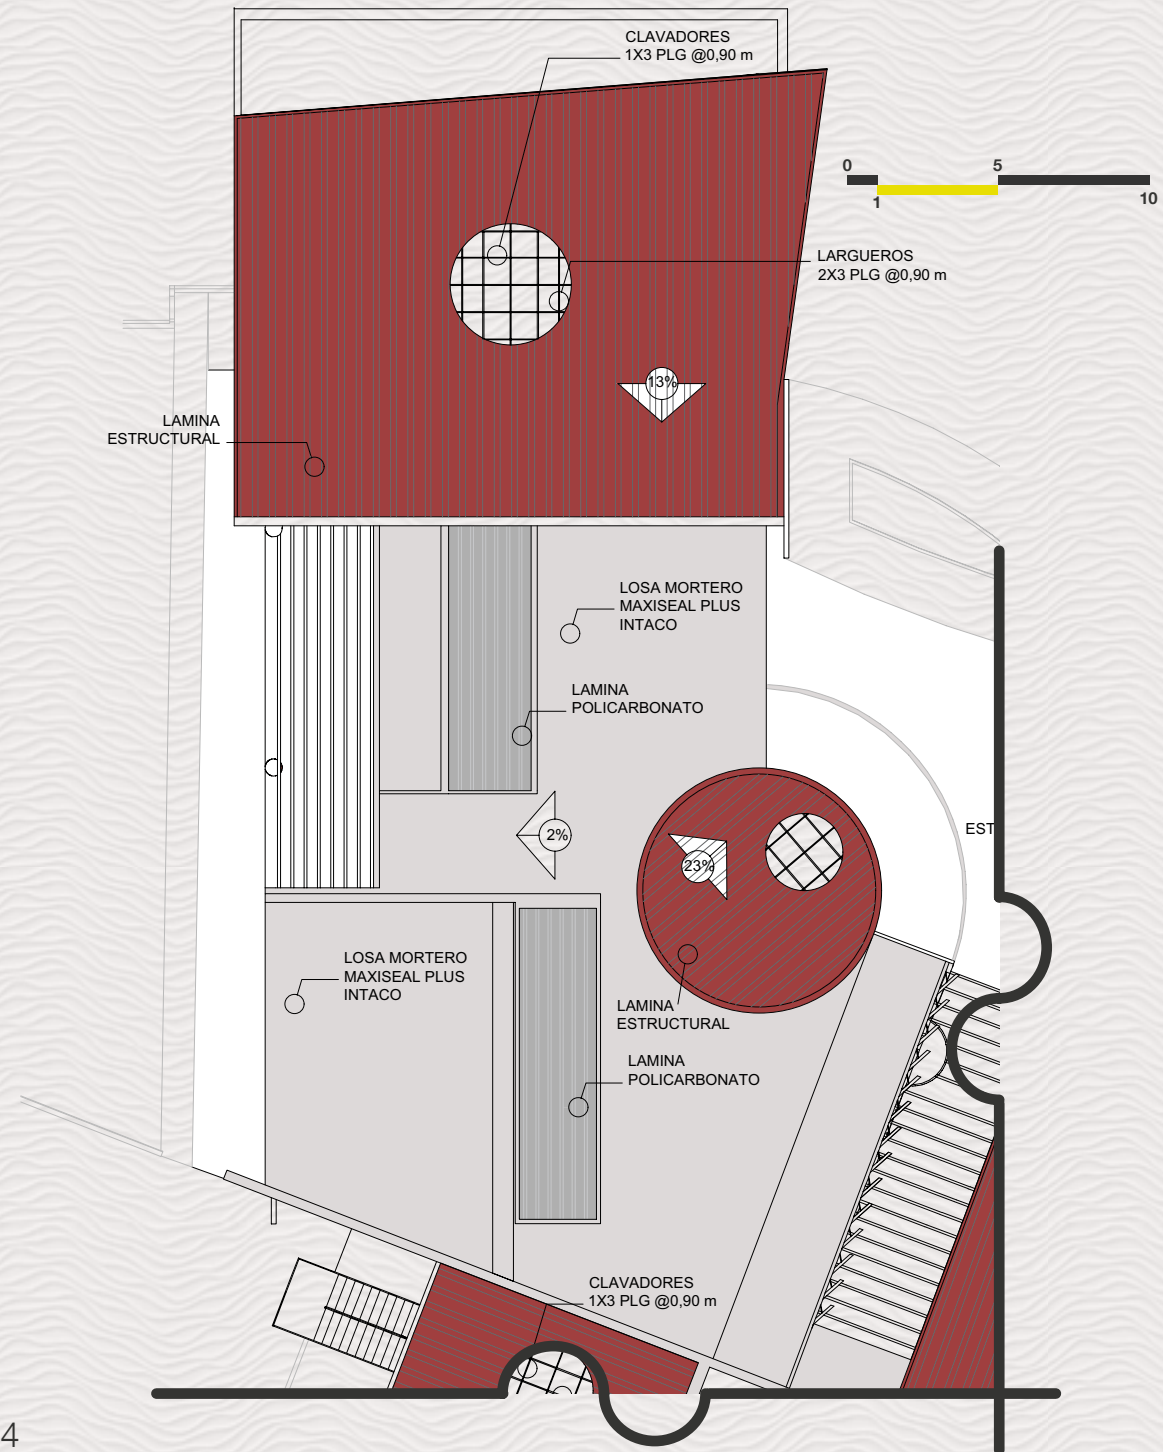 CLAVADORES
1X3 PLG @0,90 m
0
5
1
10
LARGUEROS
2X3 PLG @0,90 m
13%
LAMINA
ESTRUCTURAL
LOSA MORTERO
MAXISEAL PLUS
INTACO
LAMINA
POLICARBONATO
2%
EST
23%
LOSA MORTERO
MAXISEAL PLUS
INTACO
LAMINA
ESTRUCTURAL
LAMINA
POLICARBONATO
CLAVADORES
1X3 PLG @0,90 m
4